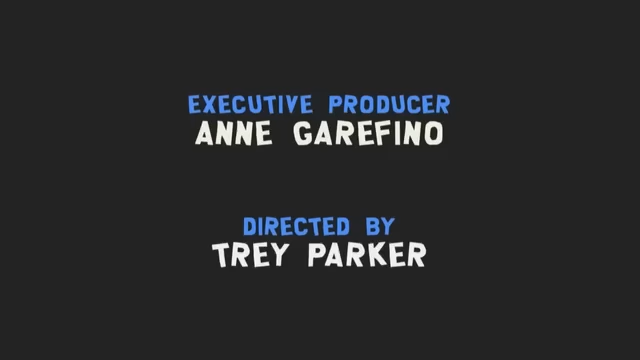 EXECUTIVE PRODUCER
ANNE GAREFINO
DIRECTED BY
TREY PARKER